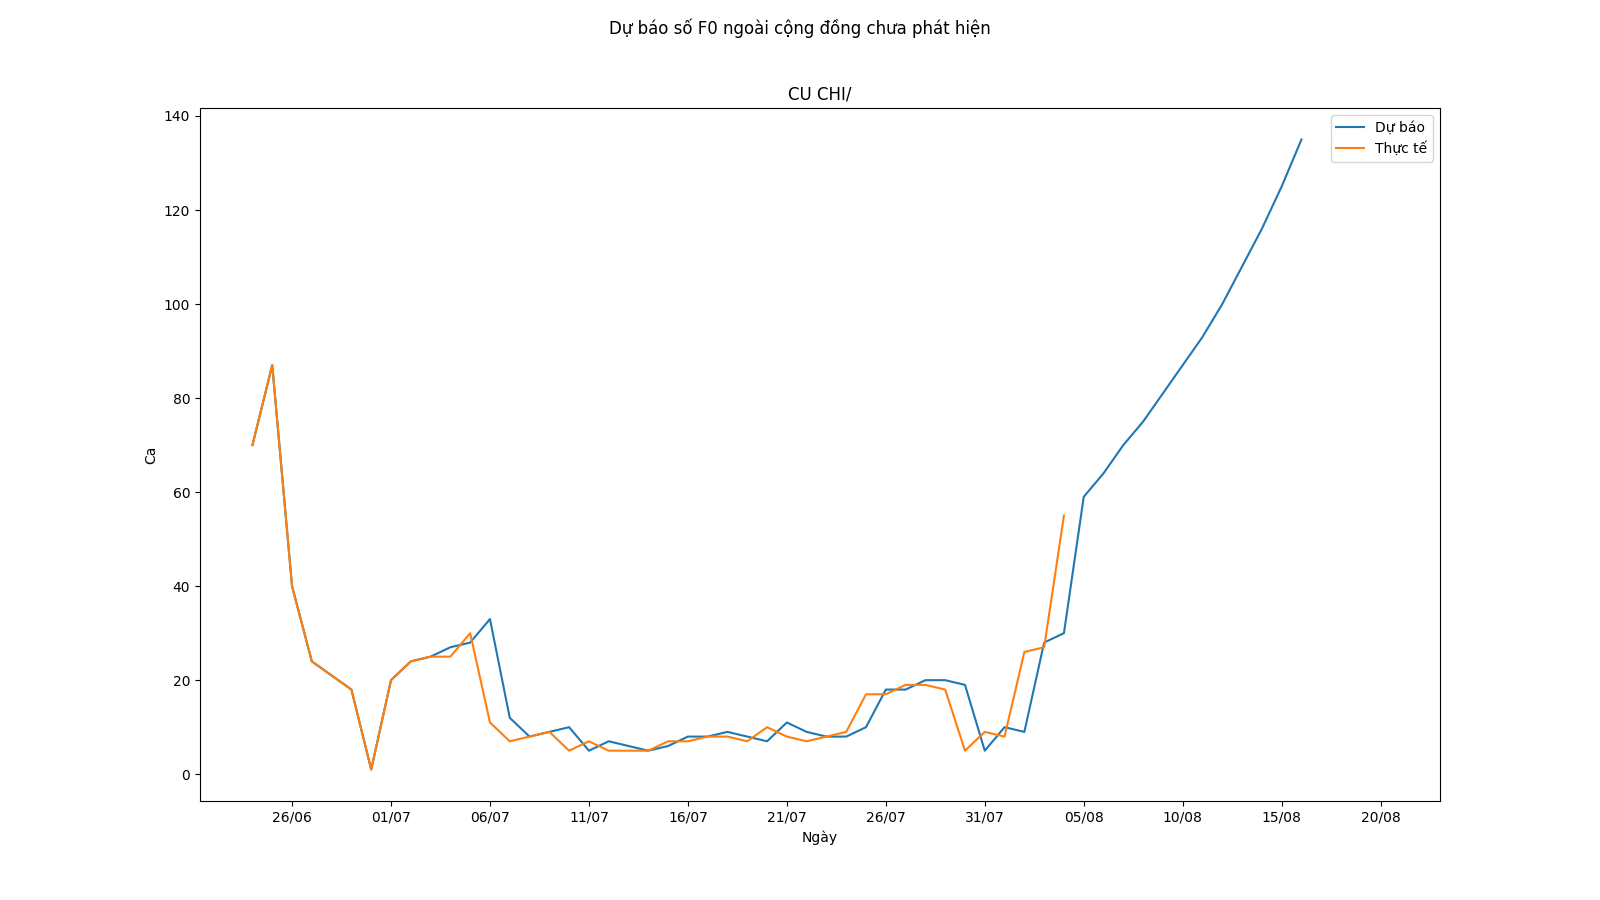 Dự báo số F0 ngoài cộng đồng chưa phát hiện
CU CHI/
Dự báo
Thực tế
140
120
100
80
60
40
20
0
Ca
26/06 01/07 06/07 11/07 16/07 21/07 26/07 31/07 05/08 10/08 15/08 20/08
Ngày